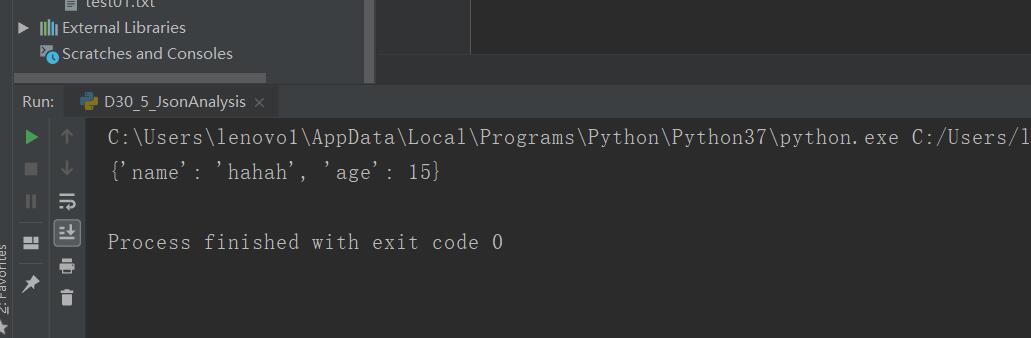 test01.txt
External Libraries
Scratches and Consoles
Run: D30_5_JsonAnalysis
C:\Users\lenovo1\AppData\Local\Programs\Python\Python37\python.exe C:/Users/l
{'name': 'hahah', 'age': 15}
Process finished with exit code 0
2: Favorites